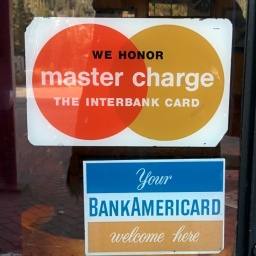 WE HONOR
master charge
THE INTERBANK CARD
Your
BANKAMERICARD
welcome here